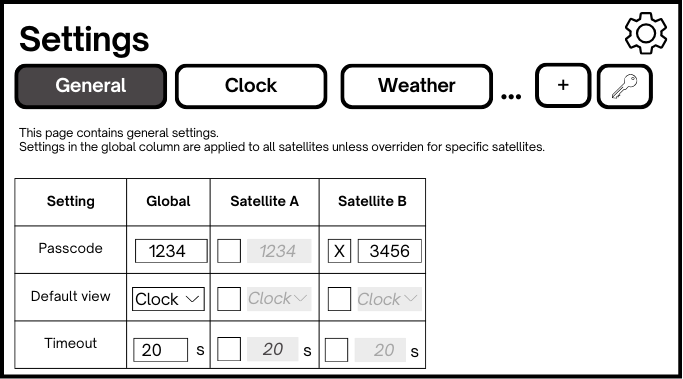 Settings
General Clock Weather ... +
This page contains general settings.
Settings in the global column are applied to all satellites unless overriden for specific satellites.
Setting Global Satellite A Satellite B
Passcode 1234 1234 X 3456
Default view Clock Clock Clock
Timeout 20 s 20 s 20 s